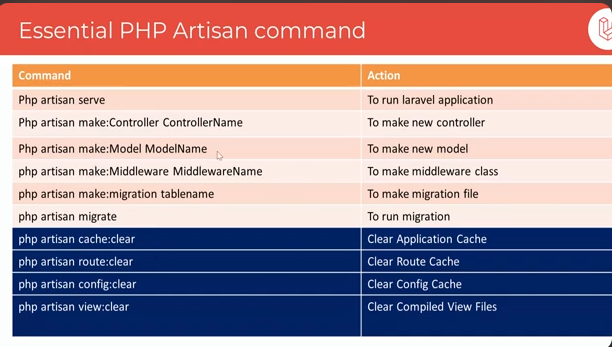 Essential PHP Artisan command
Command Action
Php artisan serve To run laravel application
Php artisan make:Controller ControllerName To make new controller
Php artisan make:Model ModelName To make new model
php artisan make:Middleware MiddlewareName To make middleware class
php artisan make:migration tablename To make migration file
php artisan migrate To run migration
php artisan cache:clear Clear Application Cache
php artisan route:clear Clear Route Cache
php artisan config:clear Clear Config Cache
php artisan view:clear Clear Compiled View Files